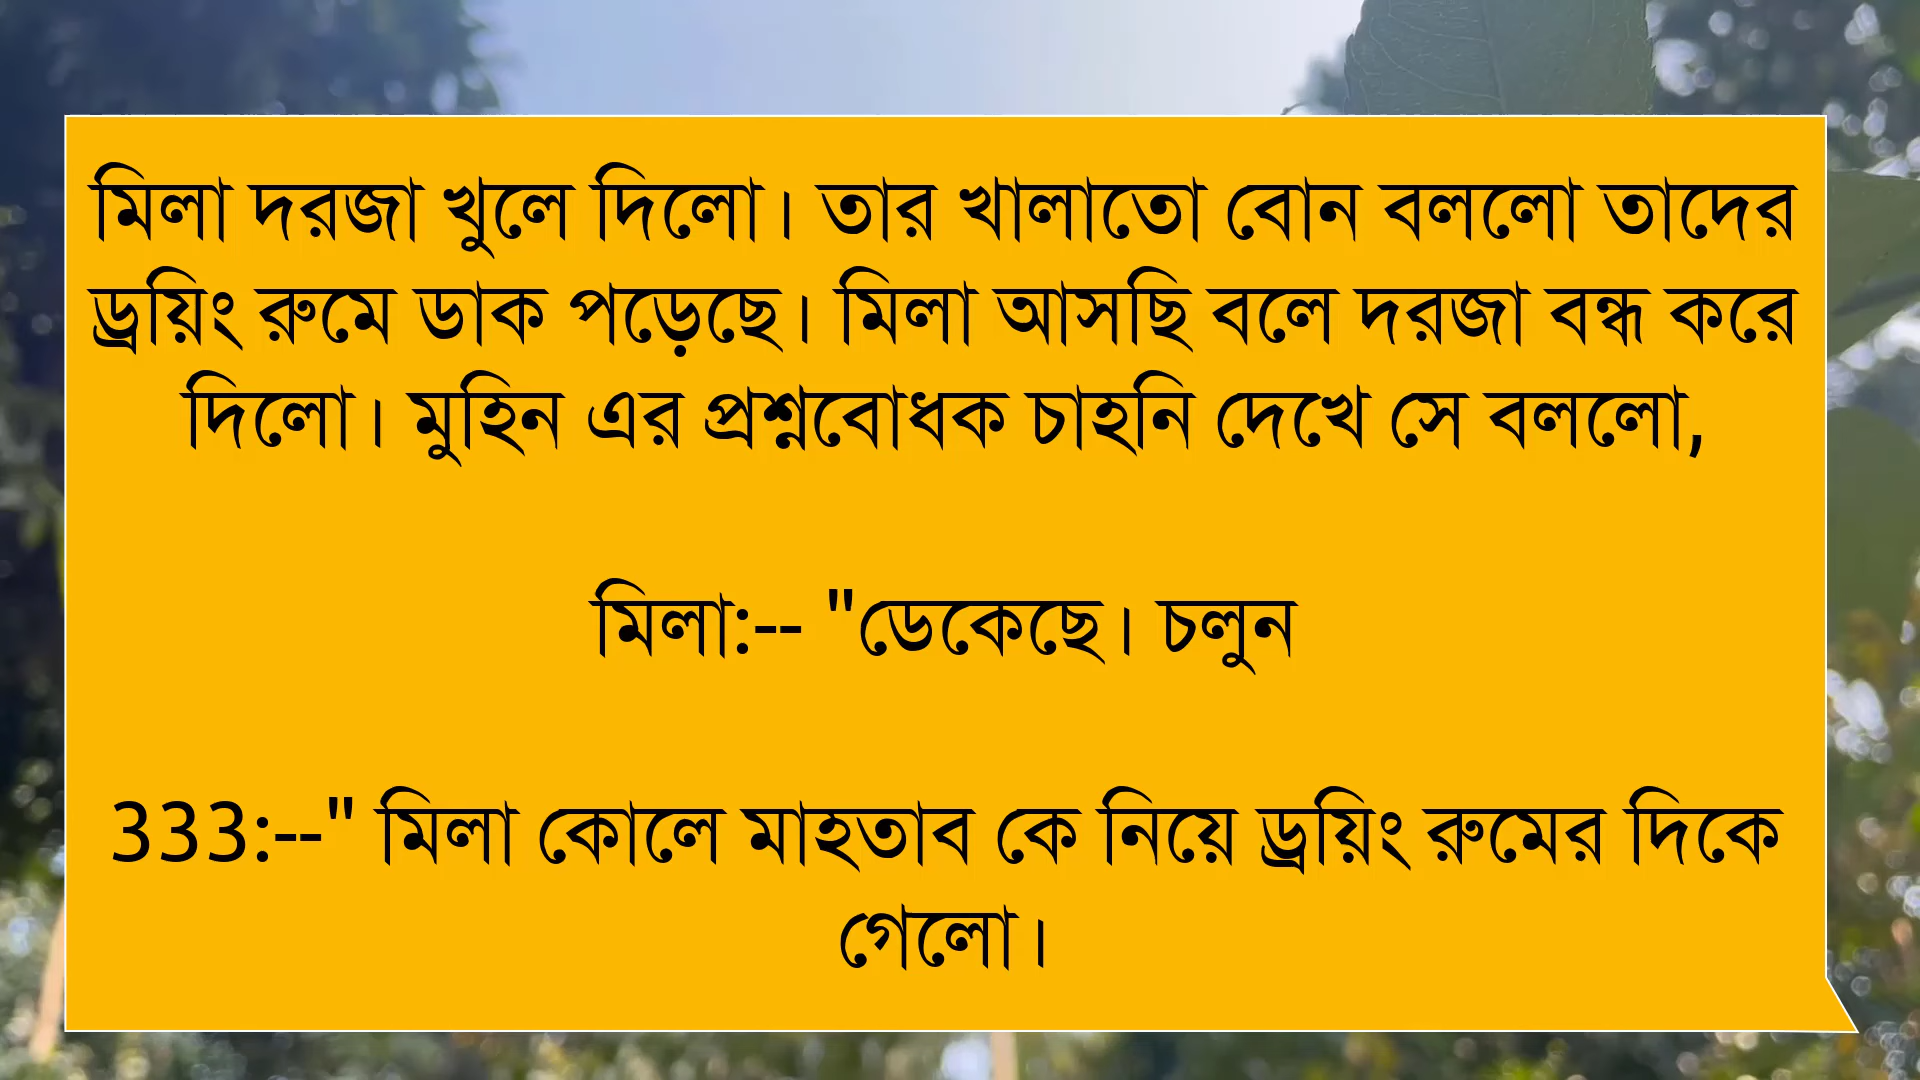 মিলা দরজা খুলে দিলো। তার খালাতো বোন বললো তাদের
ড্রয়িং রুমে ডাক পড়েছে। মিলা আসছি বলে দরজা বন্ধ করে
দিলো। মুহিন এর প্রশ্নবোধক চাহনি দেখে সে বললো,
মিলা:-- "ডেকেছে। চলুন
333:--" মিলা কোলে মাহতাব কে নিয়ে ড্রয়িং রুমের দিকে
গেলো।